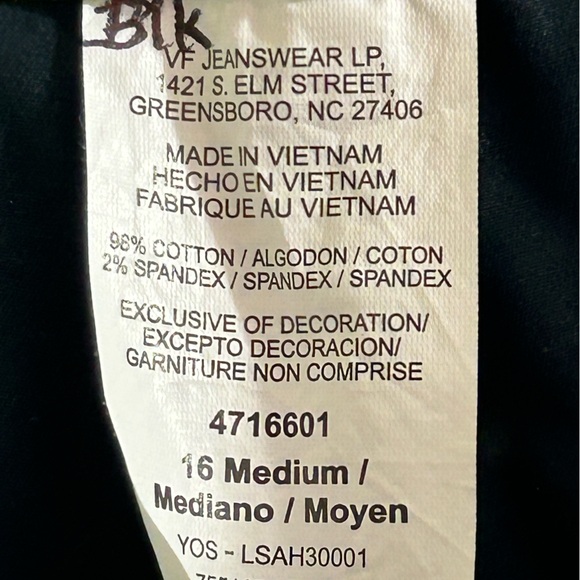 Blk
VF JEANSWEAR LP,
1421 S. ELM STREET,
GREENSBORO, NC 27406
MADE IN VIETNAM
HECHO EN VIETNAM
FABRIQUE AU VIETNAM
98% COTTON / ALGODON / COTON
2% SPANDEX / SPANDEX / SPANDEX
EXCLUSIVE OF DECORATION/
EXCEPTO DECORACION/
GARNITURE NON COMPRISE
4716601
16 Medium /
Mediano / Moyen
YOS - LSAH30001